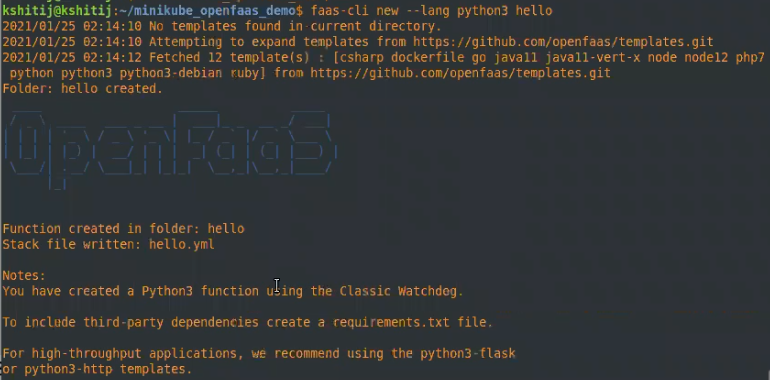 kshitij@kshitij:~/minikube_openfaas_demo$ faas-cli new --lang python3 hello
2021/01/25 02:14:10 No templates found in current directory.
2021/01/25 02:14:10 Attempting to expand templates from https://github.com/openfaas/templates.git
2021/01/25 02:14:12 Fetched 12 template(s) : [csharp dockerfile go java11 java11-vert-x node node12 php7
python python3 python3-debian ruby] from https://github.com/openfaas/templates.git
Folder: hello created.
OpenFaaS
Function created in folder: hello
Stack file written: hello.yml
Notes:
You have created a Python3 function using the Classic Watchdog.
To include third-party dependencies create a requirements.txt file.
For high-throughput applications, we recommend using the python3-flask
or python3-http templates.